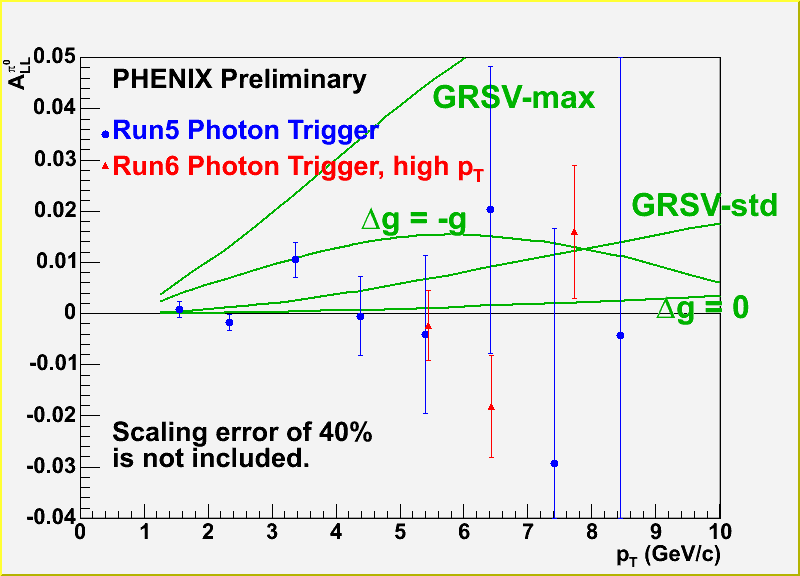 A_LL^π⁰
0.05
0.04
0.03
0.02
0.01
0
-0.01
-0.02
-0.03
-0.04
PHENIX Preliminary
Run5 Photon Trigger
Run6 Photon Trigger, high p_T
GRSV-max
GRSV-std
Δg = -g
Δg = 0
Scaling error of 40%
is not included.
0 1 2 3 4 5 6 7 8 9 10
p_T (GeV/c)